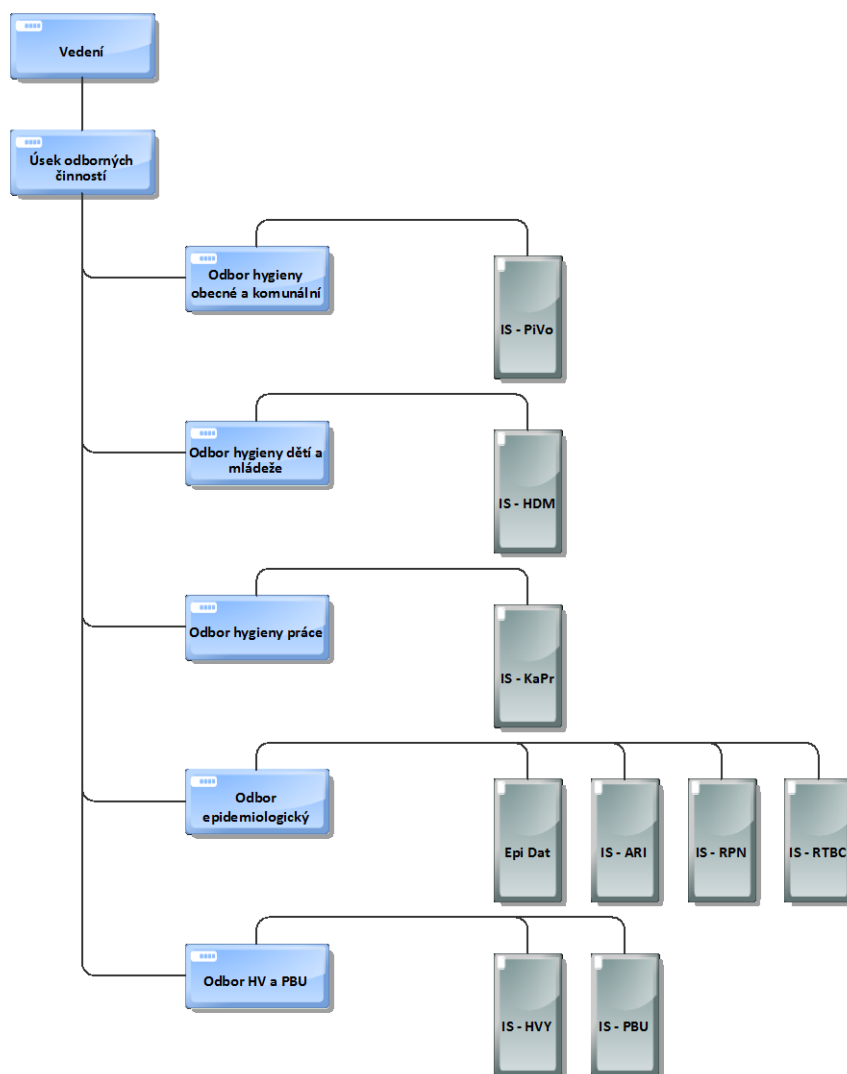 Vedení
Úsek odborných
činností
Odbor hygieny
obecné a komunální
IS - PiVo
Odbor hygieny dětí a
mládeže
IS - HDM
Odbor hygieny práce
IS - KaPr
Odbor
epidemiologický
Epi Dat
IS - ARI
IS - RPN
IS - RTBC
Odbor HV a PBU
IS - HVY
IS - PBU